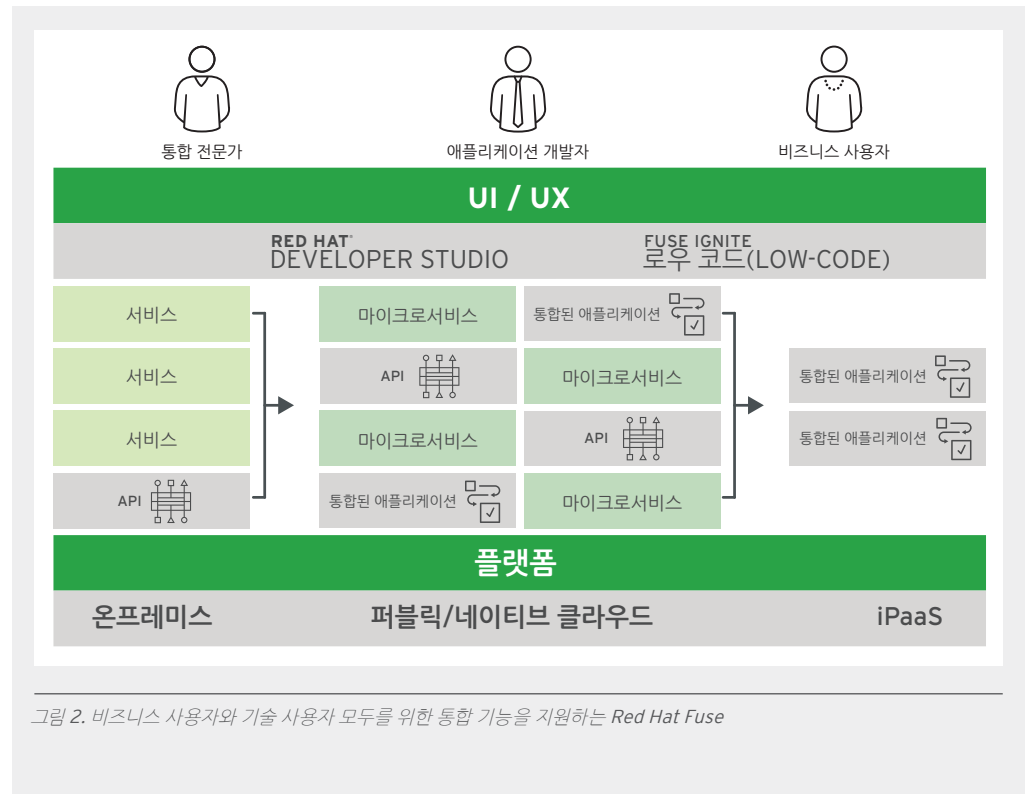 통합 전문가
애플리케이션 개발자
비즈니스 사용자
UI / UX
RED HAT®
DEVELOPER STUDIO
FUSE IGNITE
로우 코드(LOW-CODE)
서비스
서비스
서비스
API
마이크로서비스
API
마이크로서비스
통합된 애플리케이션
통합된 애플리케이션
마이크로서비스
API
마이크로서비스
통합된 애플리케이션
통합된 애플리케이션
플랫폼
온프레미스
퍼블릭/네이티브 클라우드
iPaaS
그림 2. 비즈니스 사용자와 기술 사용자 모두를 위한 통합 기능을 지원하는 Red Hat Fuse